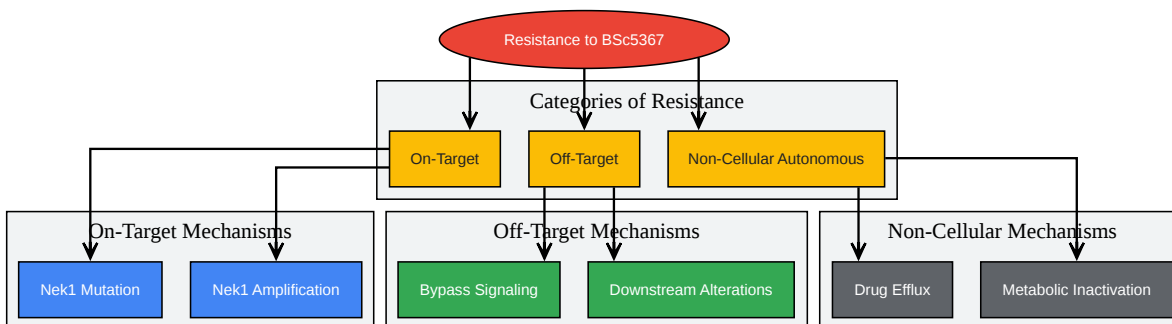 Resistance to BSc5367
Categories of Resistance
On-Target
Off-Target
Non-Cellular Autonomous
On-Target Mechanisms
Off-Target Mechanisms
Non-Cellular Mechanisms
Nek1 Mutation
Nek1 Amplification
Bypass Signaling
Downstream Alterations
Drug Efflux
Metabolic Inactivation